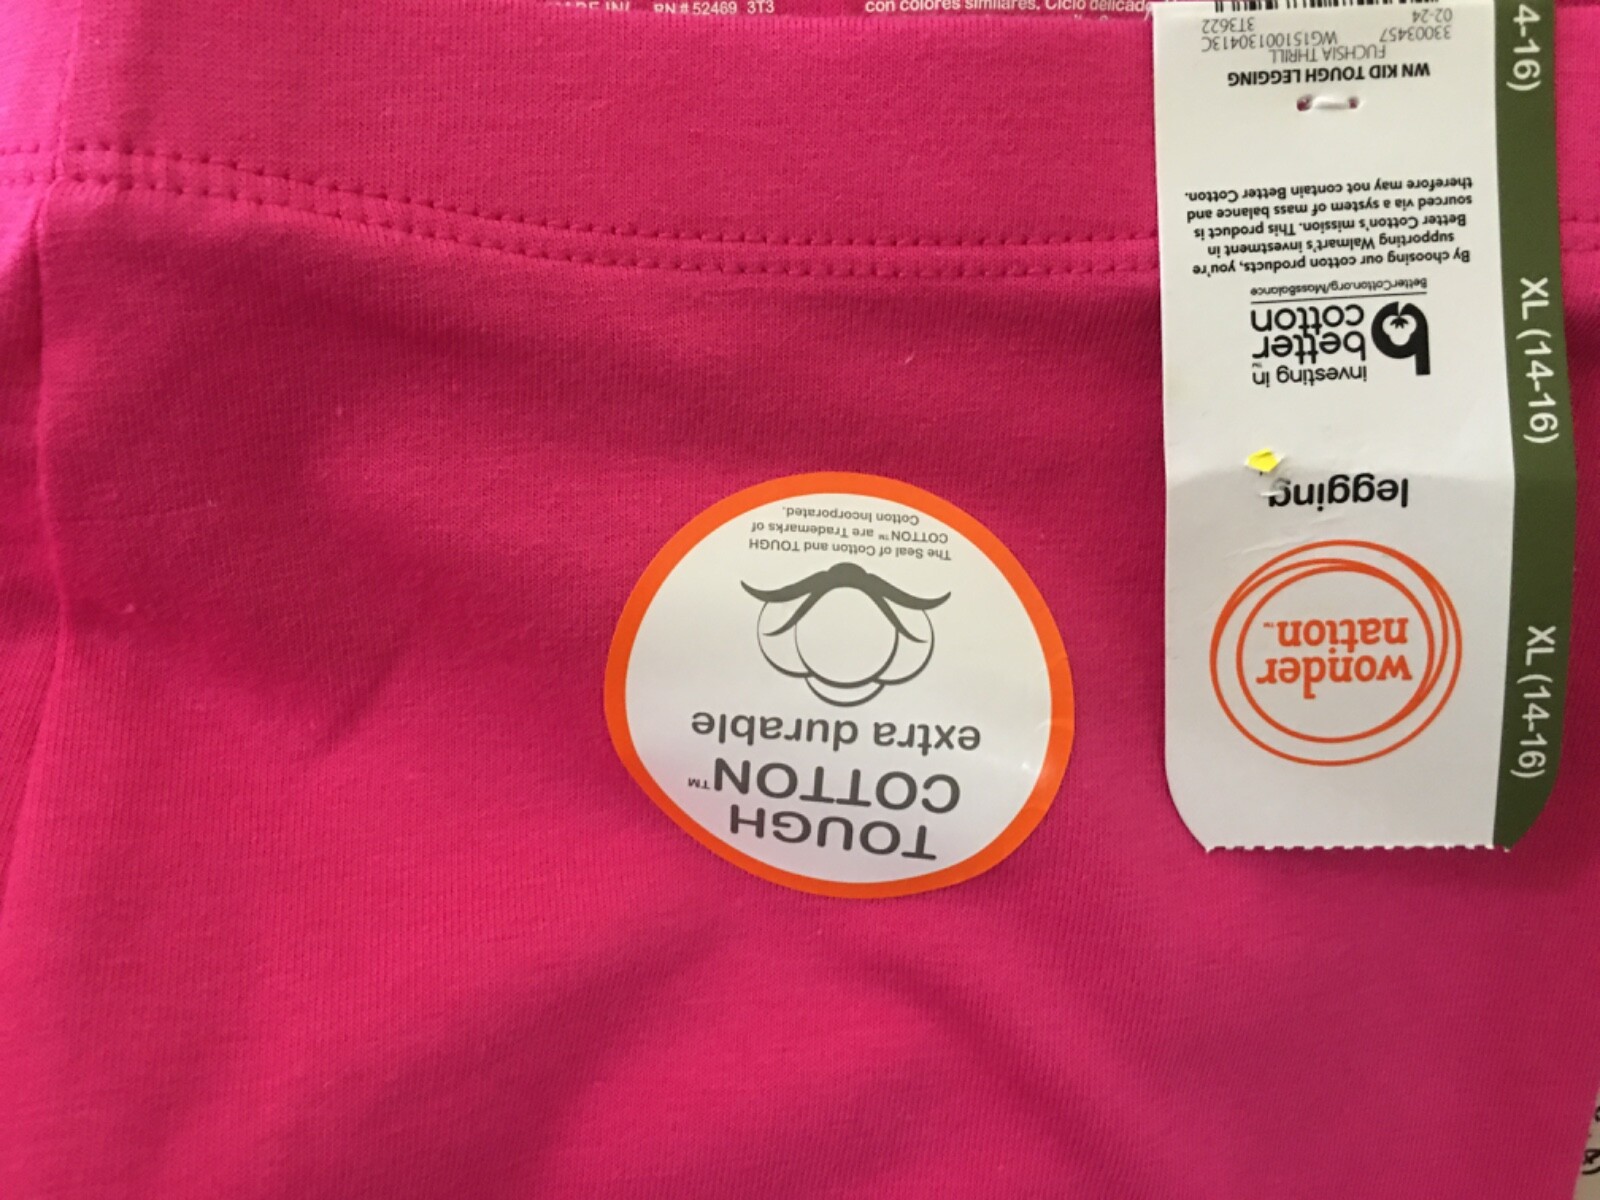 RN # 52469 3T3
con colores similares. Ciclo delicado
TOUGH
COTTON™
extra durable
The Seal of Cotton and TOUGH
COTTON™ are Trademarks of
Cotton Incorporated.
wonder
nation™
legging
investing in
better
cotton™
BetterCotton.org/MassBalance
By choosing our cotton products, you're
supporting Walmart's investment in
Better Cotton's mission. This product is
sourced via a system of mass balance and
therefore may not contain Better Cotton.
WN KID TOUGH LEGGING
FUCHSIA THRILL
33003457 WG15100130413C
02-24 3T3622
4-16)
XL (14-16)
XL (14-16)